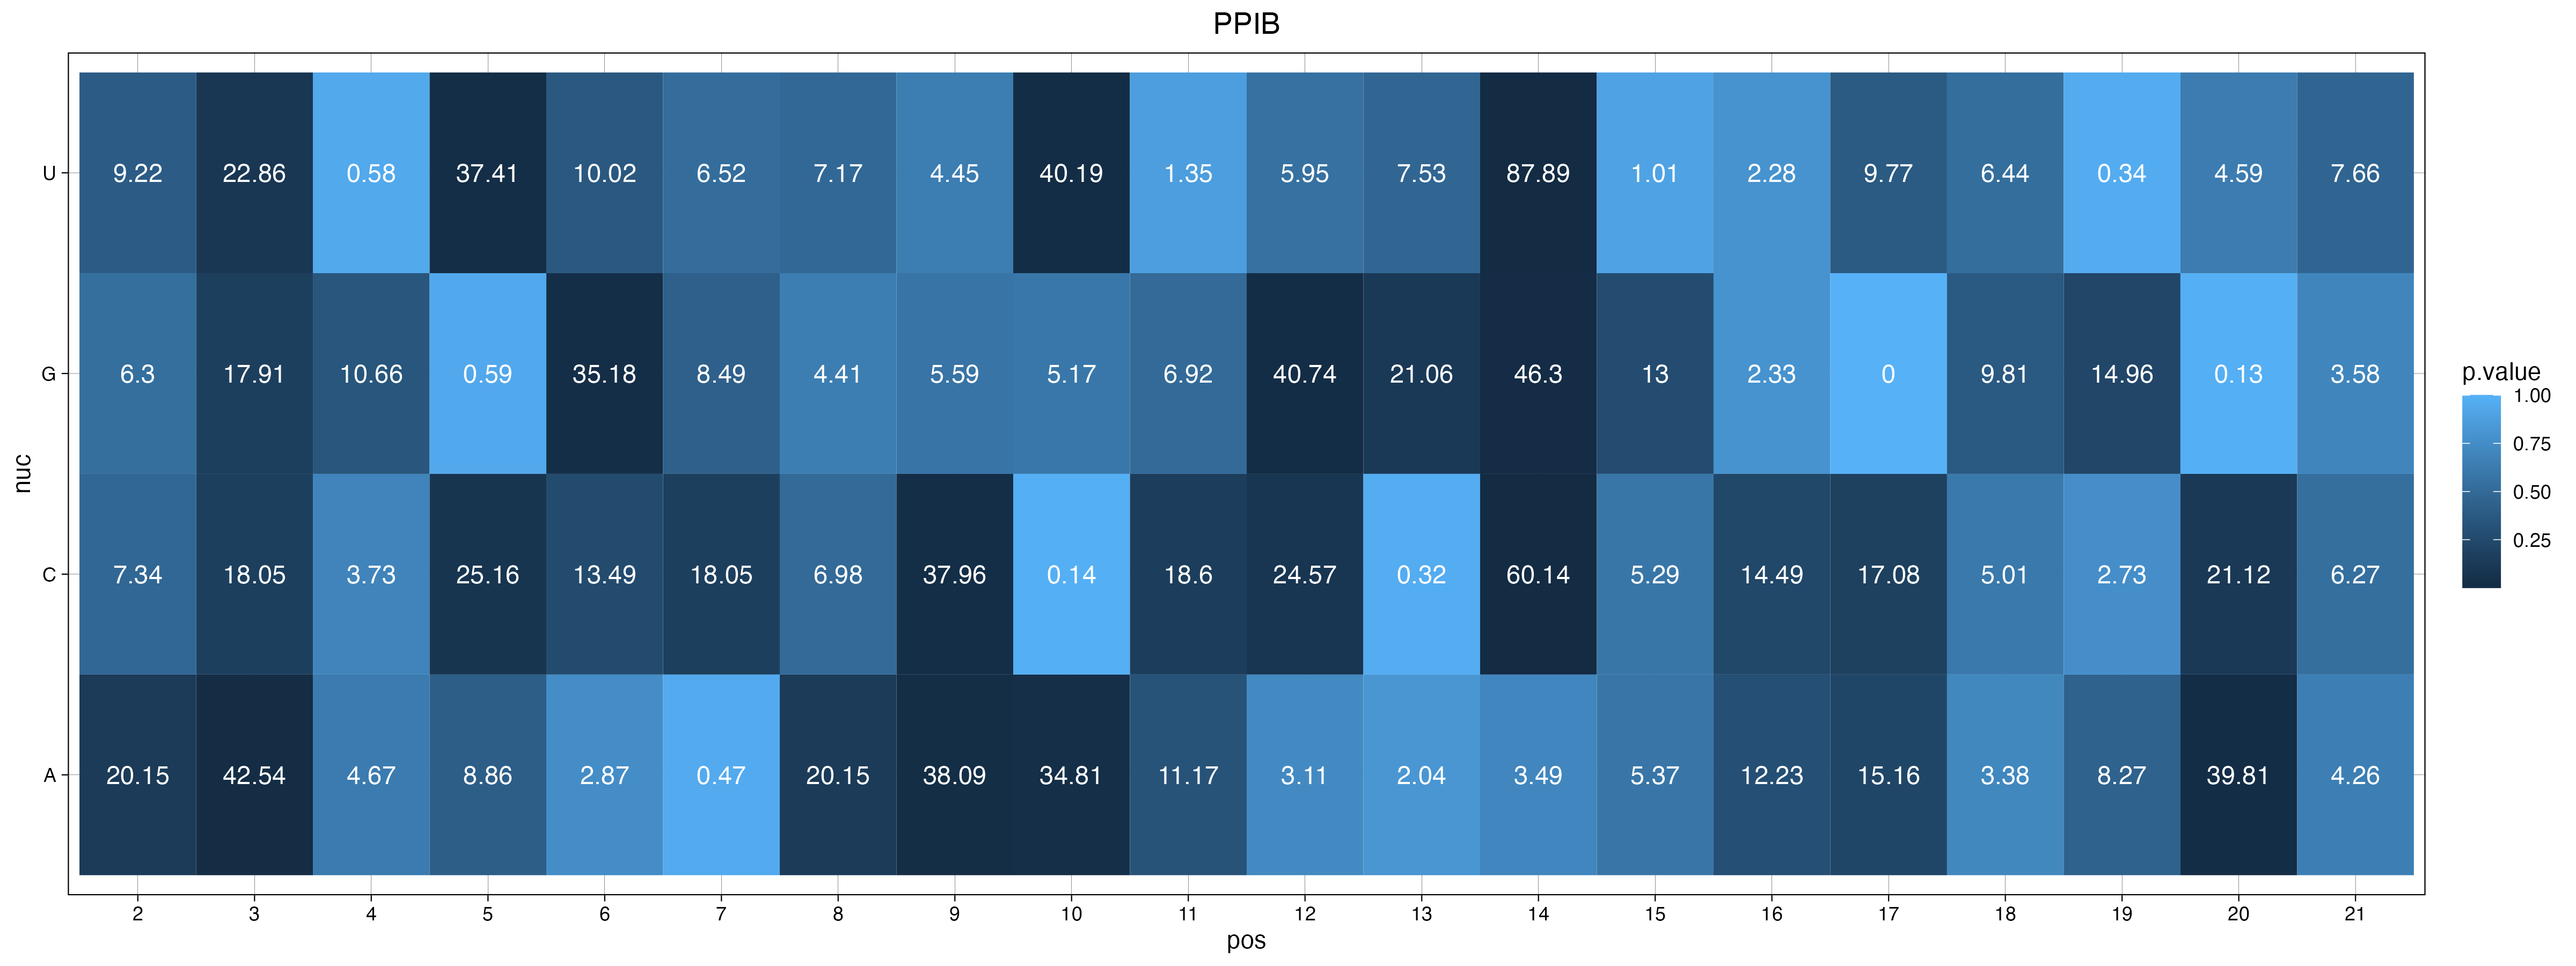 PPIB
U 9.22 22.86 0.58 37.41 10.02 6.52 7.17 4.45 40.19 1.35 5.95 7.53 87.89 1.01 2.28 9.77 6.44 0.34 4.59 7.66
G 6.3 17.91 10.66 0.59 35.18 8.49 4.41 5.59 5.17 6.92 40.74 21.06 46.3 13 2.33 0 9.81 14.96 0.13 3.58
C 7.34 18.05 3.73 25.16 13.49 18.05 6.98 37.96 0.14 18.6 24.57 0.32 60.14 5.29 14.49 17.08 5.01 2.73 21.12 6.27
A 20.15 42.54 4.67 8.86 2.87 0.47 20.15 38.09 34.81 11.17 3.11 2.04 3.49 5.37 12.23 15.16 3.38 8.27 39.81 4.26
2 3 4 5 6 7 8 9 10 11 12 13 14 15 16 17 18 19 20 21
pos
nuc
p.value
1.00
0.75
0.50
0.25